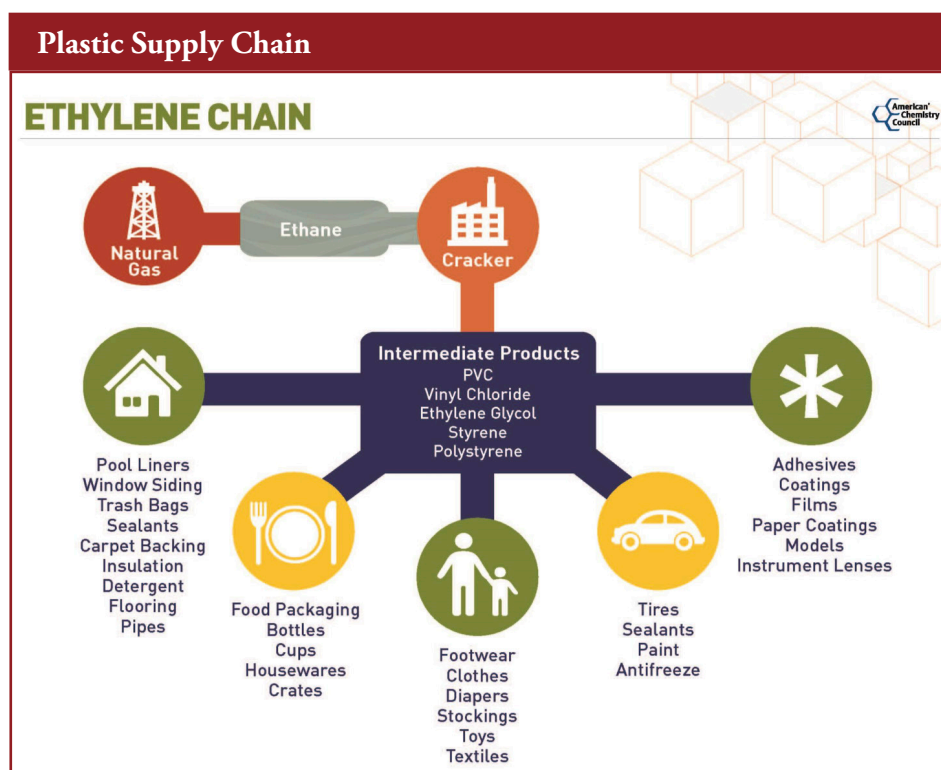 Plastic Supply Chain
ETHYLENE CHAIN
American
Chemistry
Council
Natural
Gas
Ethane
Cracker
Intermediate Products
PVC
Vinyl Chloride
Ethylene Glycol
Styrene
Polystyrene
Pool Liners
Window Siding
Trash Bags
Sealants
Carpet Backing
Insulation
Detergent
Flooring
Pipes
Food Packaging
Bottles
Cups
Housewares
Crates
Footwear
Clothes
Diapers
Stockings
Toys
Textiles
Tires
Sealants
Paint
Antifreeze
Adhesives
Coatings
Films
Paper Coatings
Models
Instrument Lenses